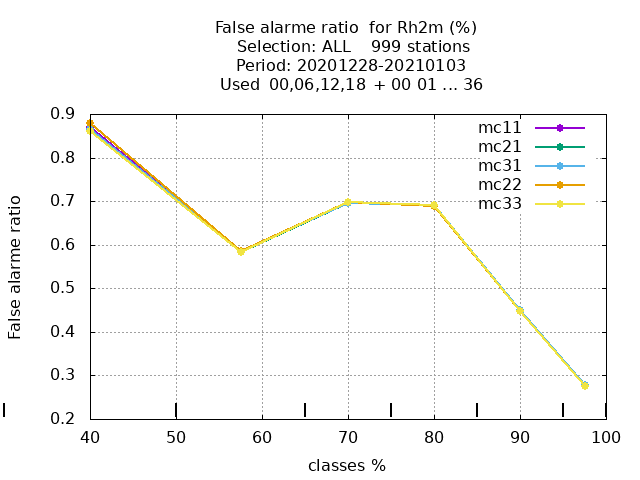 False alarme ratio  for Rh2m (%)
Selection: ALL    999 stations
Period: 20201228-20210103
Used  00,06,12,18  + 00 01 ... 36
mc11
mc21
mc31
mc22
mc33
False alarme ratio
0.9
0.8
0.7
0.6
0.5
0.4
0.3
0.2
40 50 60 70 80 90 100
classes %